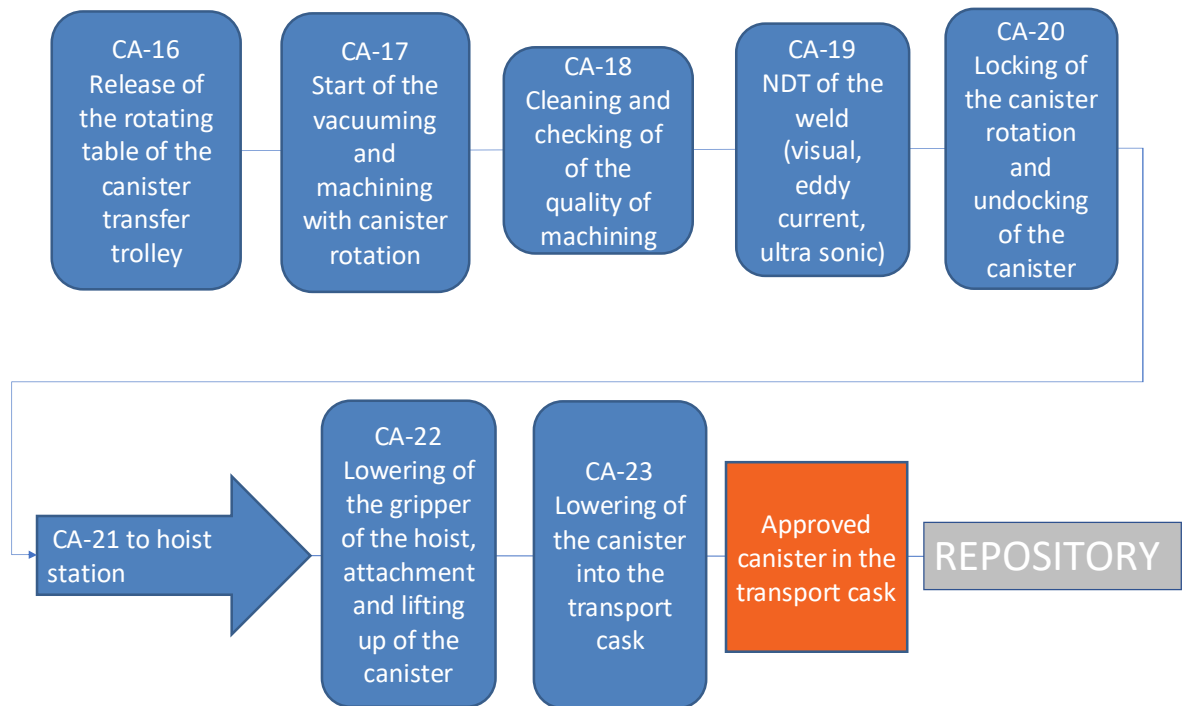 CA-16
Release of
the rotating
table of the
canister
transfer
trolley
CA-17
Start of the
vacuuming
and
machining
with canister
rotation
CA-18
Cleaning and
checking of
of the
quality of
machining
CA-19
NDT of the
weld
(visual,
eddy
current,
ultra sonic)
CA-20
Locking of
the canister
rotation
and
undocking
of the
canister
CA-21 to hoist
station
CA-22
Lowering of
the gripper
of the hoist,
attachment
and lifting
up of the
canister
CA-23
Lowering of
the canister
into the
transport
cask
Approved
canister in the
transport cask
REPOSITORY